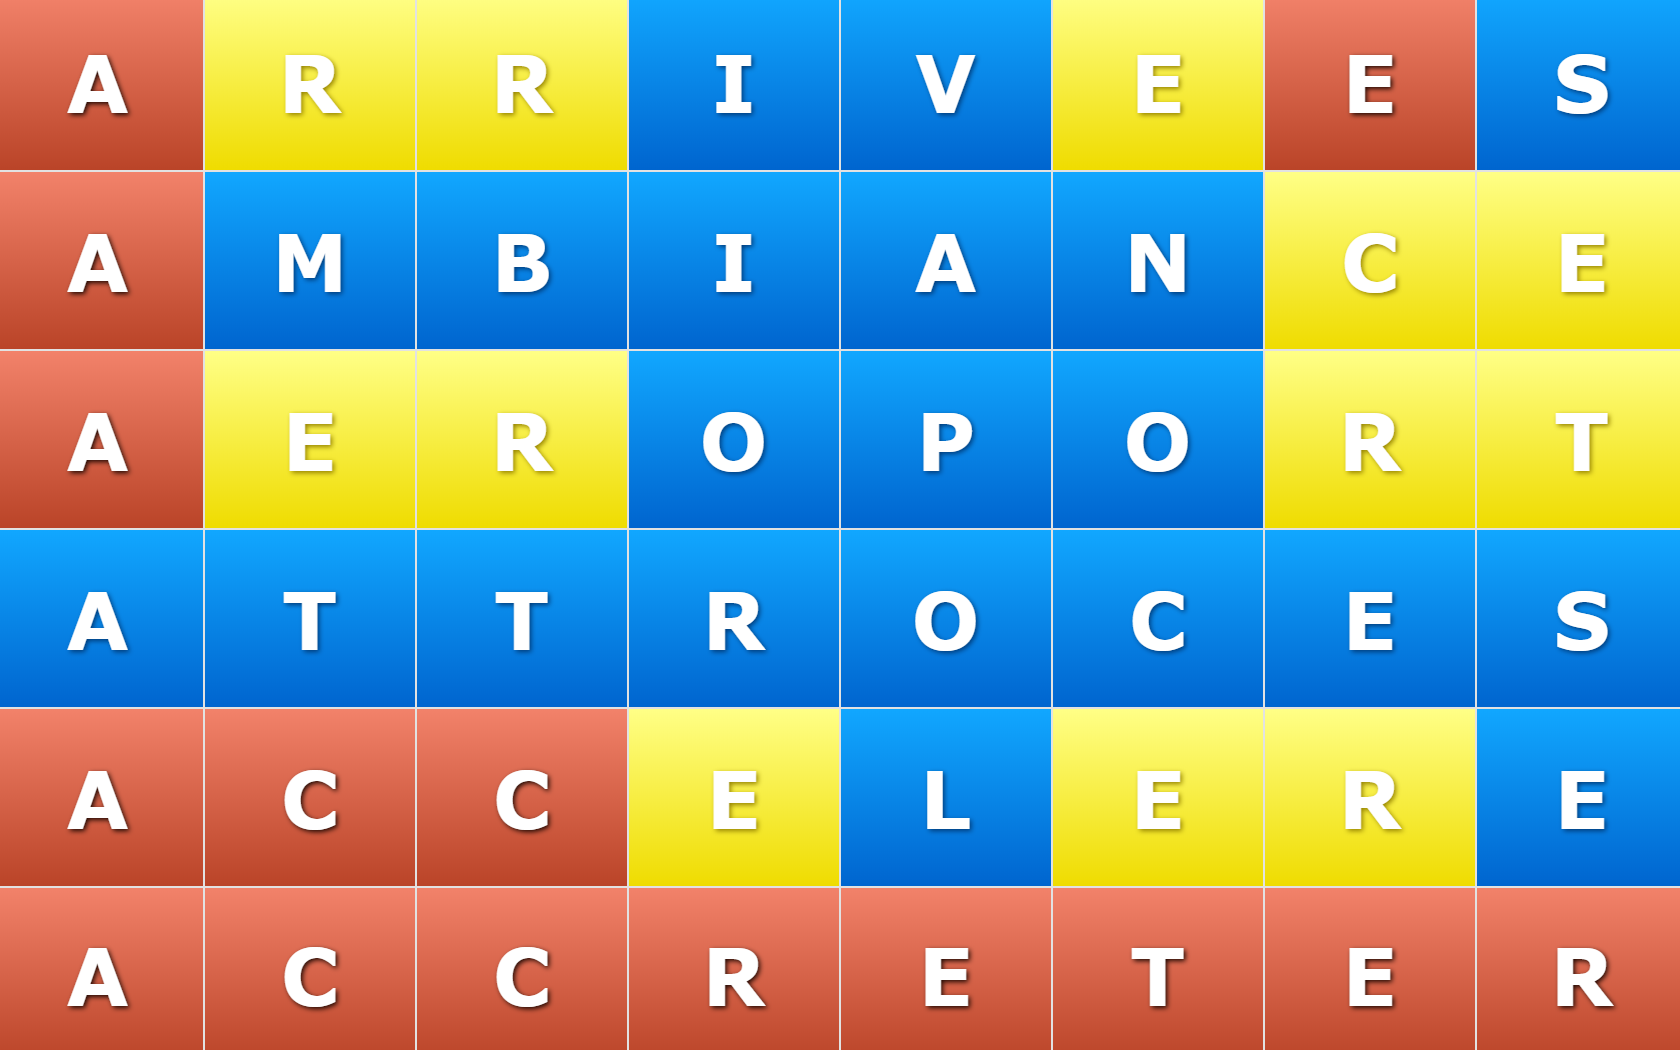 ARRIVEES
AMBIANCE
AEROPORT
ATTROCES
ACCELERE
ACCRETER